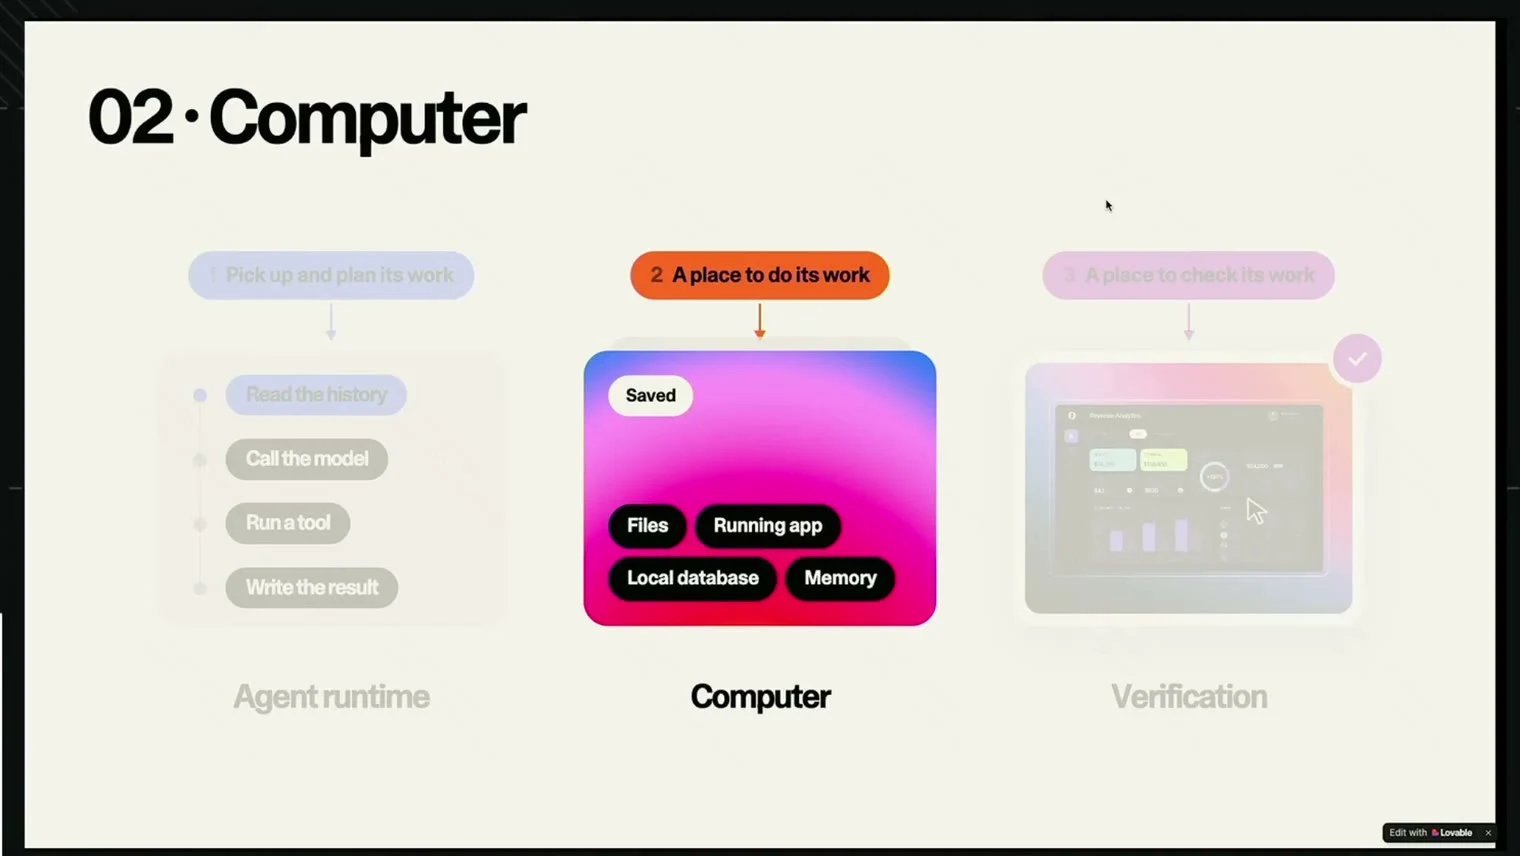 02 · Computer
1 Pick up and plan its work
Read the history
Call the model
Run a tool
Write the result
Agent runtime
2 A place to do its work
Saved
Files
Running app
Local database
Memory
Computer
3 A place to check its work
Revenue Analytics
Verification
Edit with Lovable ×